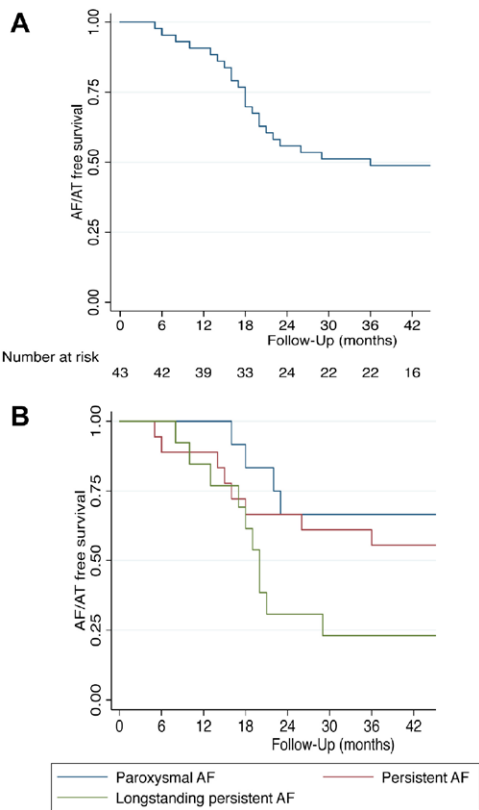 A
AF/AT free survival
1.00
0.75
0.50
0.25
0.00
0 6 12 18 24 30 36 42
Follow-Up (months)
Number at risk
43 42 39 33 24 22 22 16
B
AF/AT free survival
1.00
0.75
0.50
0.25
0.00
0 6 12 18 24 30 36 42
Follow-Up (months)
Paroxysmal AF Persistent AF
Longstanding persistent AF